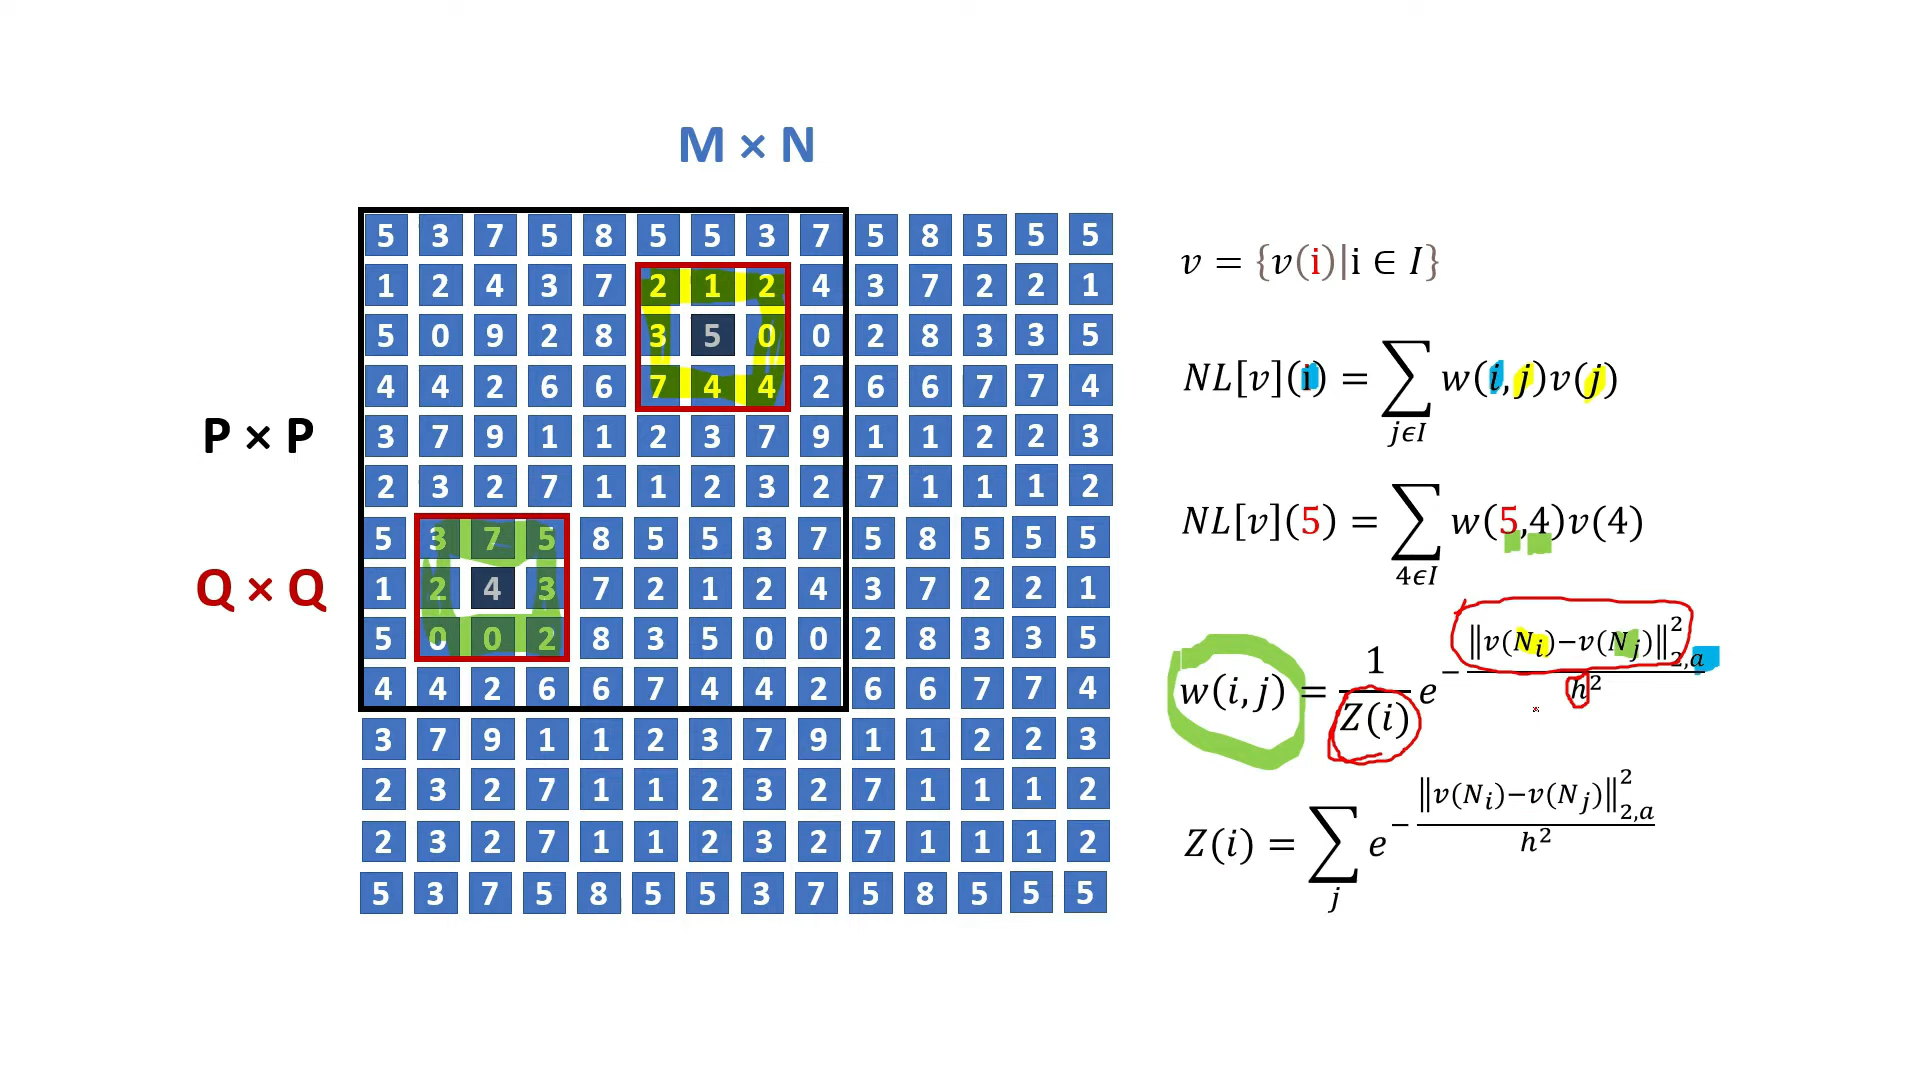 M × N
5 3 7 5 8 5 5 3 7 5 8 5 5 5
1 2 4 3 7 2 1 2 4 3 7 2 2 1
5 0 9 2 8 3 5 0 0 2 8 3 3 5
4 4 2 6 6 7 4 4 2 6 6 7 7 4
P × P
3 7 9 1 1 2 3 7 9 1 1 2 2 3
2 3 2 7 1 1 2 3 2 7 1 1 1 2
5 3 7 5 8 5 5 3 7 5 8 5 5 5
Q × Q
1 2 4 3 7 2 1 2 4 3 7 2 2 1
5 0 0 2 8 3 5 0 0 2 8 3 3 5
4 4 2 6 6 7 4 4 2 6 6 7 7 4
3 7 9 1 1 2 3 7 9 1 1 2 2 3
2 3 2 7 1 1 2 3 2 7 1 1 1 2
2 3 2 7 1 1 2 3 2 7 1 1 1 2
5 3 7 5 8 5 5 3 7 5 8 5 5 5
v = {v(i)|i ∈ I}
NL[v](i) = ∑_{jϵI} w(i,j)v(j)
NL[v](5) = ∑_{4ϵI} w(5,4)v(4)
w(i,j) = 1/Z(i) e^{−‖v(N_i)−v(N_j)‖²_{2,a}/h²}
Z(i) = ∑_j e^{−‖v(N_i)−v(N_j)‖²_{2,a}/h²}